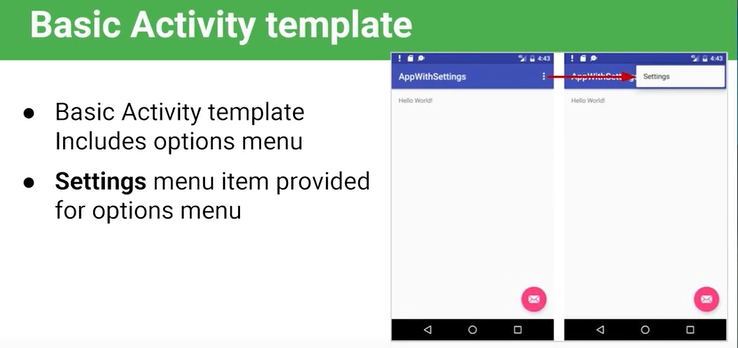 Basic Activity template
● Basic Activity template
Includes options menu
● Settings menu item provided
for options menu
4:43
AppWithSettings
Hello World!
4:43
AppWithSetting
Settings
Hello World!